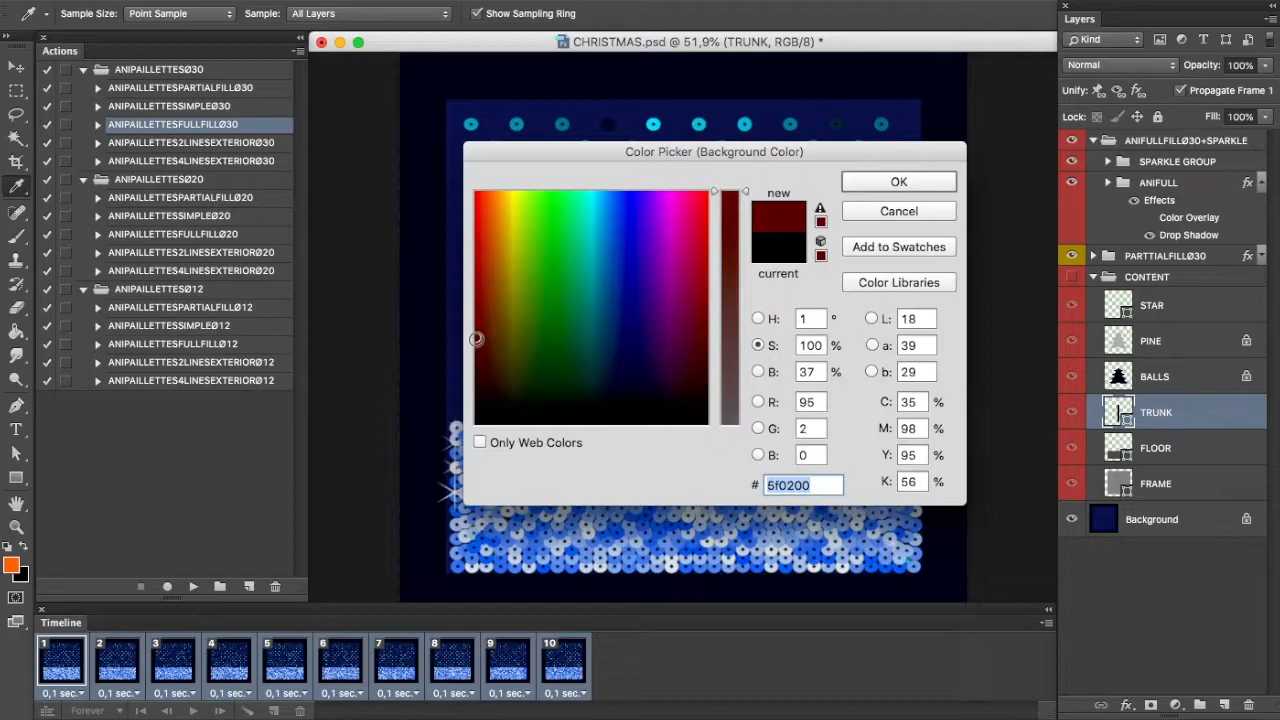 Sample Size: Point Sample Sample: All Layers Show Sampling Ring
Actions
ANIPAILLETTESØ30
ANIPAILLETTESPARTIALFILLØ30
ANIPAILLETTESSIMPLEØ30
ANIPAILLETTESFULLFILLØ30
ANIPAILLETTES2LINESEXTERIORØ30
ANIPAILLETTES4LINESEXTERIORØ30
ANIPAILLETTESØ20
ANIPAILLETTESPARTIALFILLØ20
ANIPAILLETTESSIMPLEØ20
ANIPAILLETTESFULLFILLØ20
ANIPAILLETTES2LINESEXTERIORØ20
ANIPAILLETTES4LINESEXTERIORØ20
ANIPAILLETTESØ12
ANIPAILLETTESPARTIALFILLØ12
ANIPAILLETTESSIMPLEØ12
ANIPAILLETTESFULLFILLØ12
ANIPAILLETTES2LINESEXTERIORØ12
ANIPAILLETTES4LINESEXTERIORØ12
CHRISTMAS.psd @ 51,9% (TRUNK, RGB/8) *
Color Picker (Background Color)
new
current
OK
Cancel
Add to Swatches
Color Libraries
H: 1 ° L: 18
S: 100 % a: 39
B: 37 % b: 29
R: 95 C: 35 %
G: 2 M: 98 %
B: 0 Y: 95 %
# 5f0200 K: 56 %
Only Web Colors
Layers
Kind
Normal Opacity: 100%
Unify: Propagate Frame 1
Lock: Fill: 100%
ANIFULLFILLØ30+SPARKLE
SPARKLE GROUP
ANIFULL fx
Effects
Color Overlay
Drop Shadow
PARTTIALFILLØ30 fx
CONTENT
STAR
PINE
BALLS
TRUNK
FLOOR
FRAME
Background
Timeline
1 2 3 4 5 6 7 8 9 10
0,1 sec. 0,1 sec. 0,1 sec. 0,1 sec. 0,1 sec. 0,1 sec. 0,1 sec. 0,1 sec. 0,1 sec. 0,1 sec.
Forever
fx